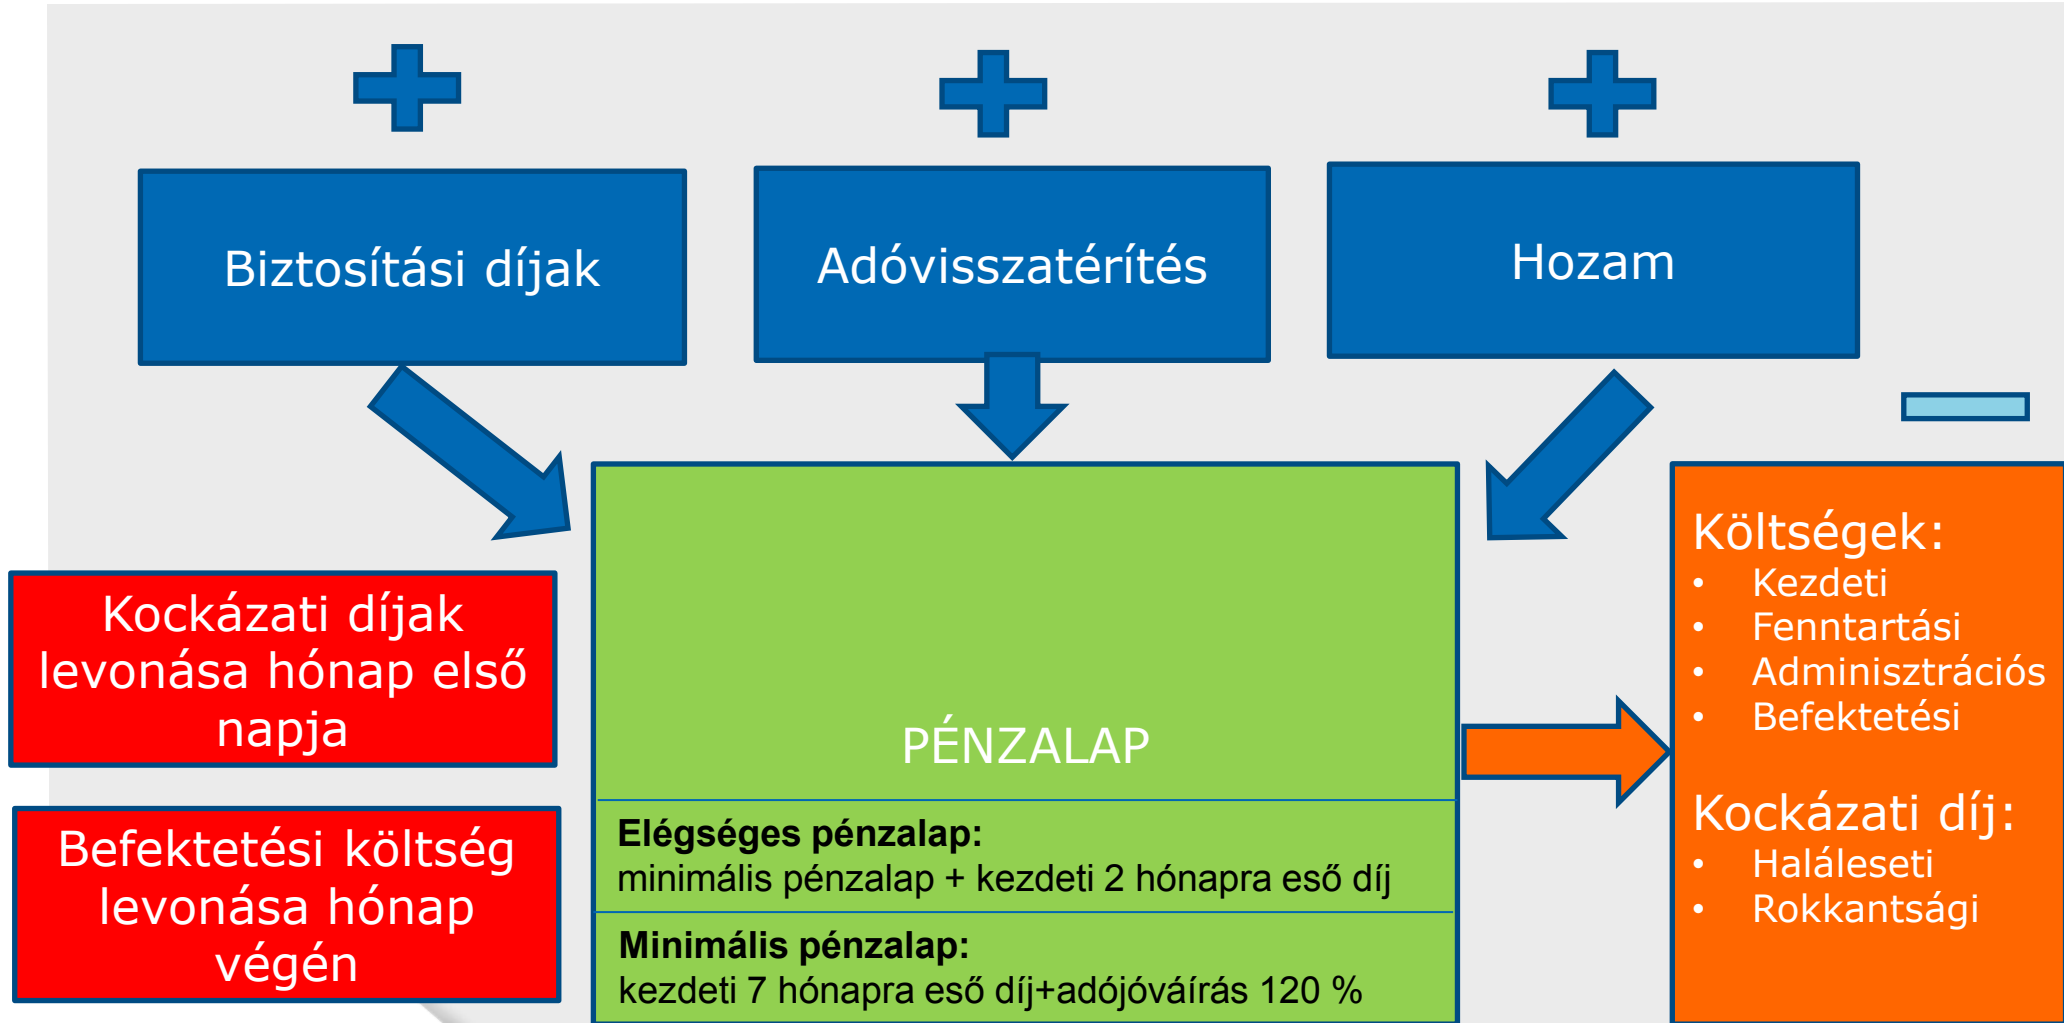 Biztosítási díjak
Adóvisszatérítés
Hozam
Kockázati díjak
levonása hónap első
napja
Befektetési költség
levonása hónap
végén
PÉNZALAP
Elégséges pénzalap:
minimális pénzalap + kezdeti 2 hónapra eső díj
Minimális pénzalap:
kezdeti 7 hónapra eső díj+adójóváírás 120 %
Költségek:
• Kezdeti
• Fenntartási
• Adminisztrációs
• Befektetési
Kockázati díj:
• Haláleseti
• Rokkantsági